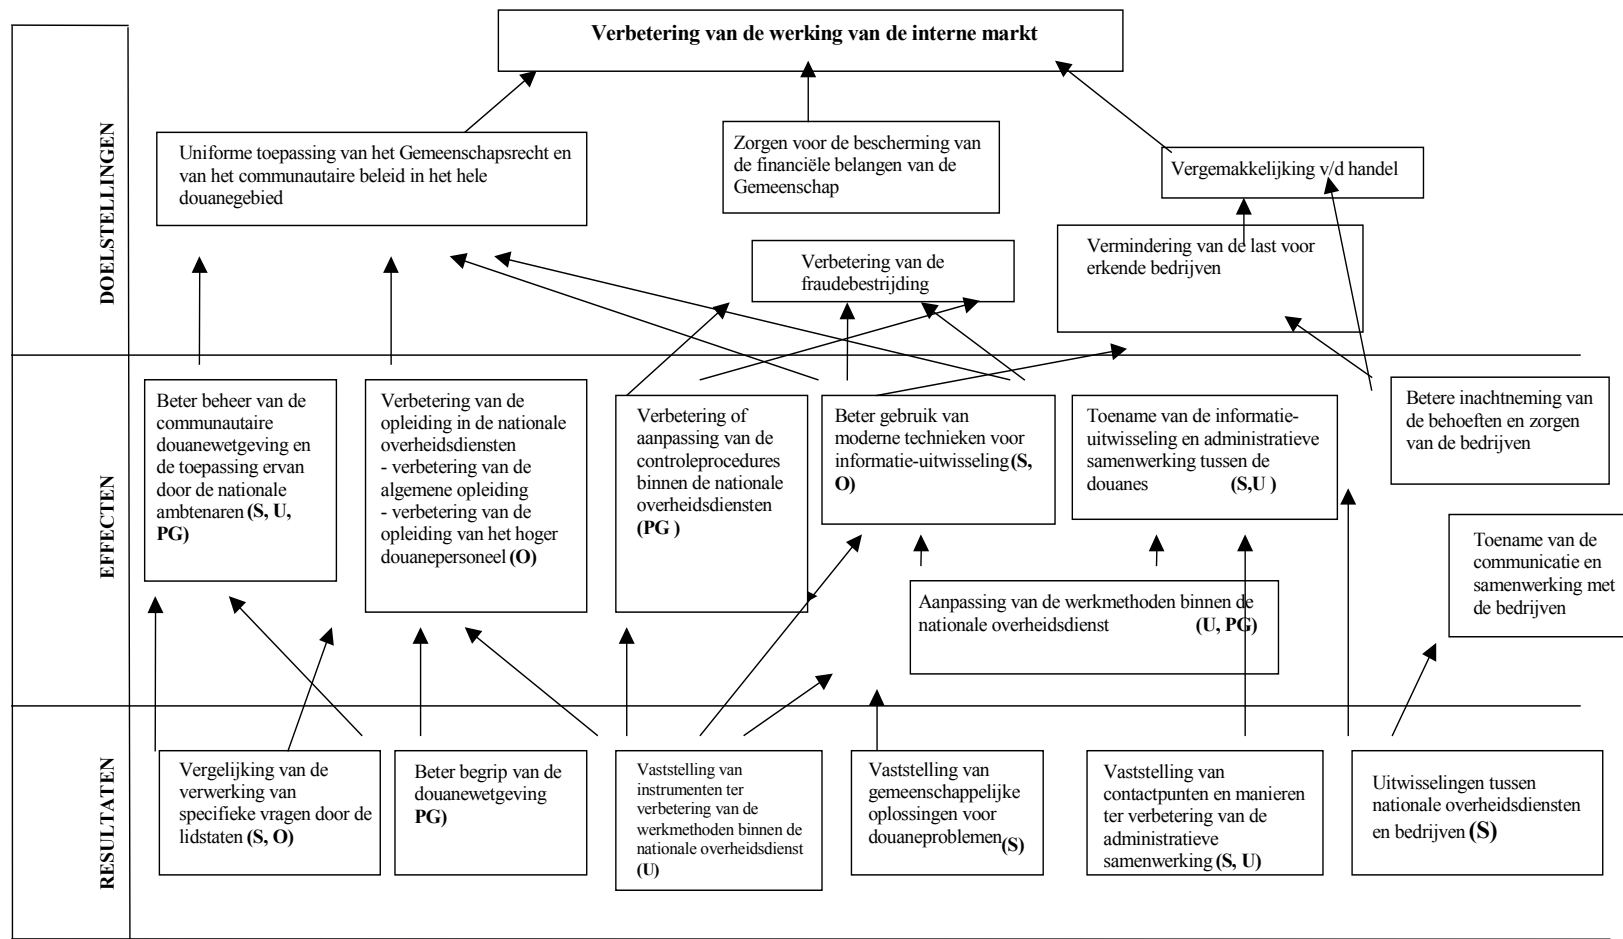 Verbetering van de werking van de interne markt
DOELSTELLINGEN
Uniforme toepassing van het Gemeenschapsrecht en
van het communautaire beleid in het hele
douanegebied
Zorgen voor de bescherming van
de financiële belangen van de
Gemeenschap
Vergemakkelijking v/d handel
Verbetering van de
fraudebestrijding
Vermindering van de last voor
erkende bedrijven
EFFECTEN
Beter beheer van de
communautaire
douanewetgeving en
de toepassing ervan
door de nationale
ambtenaren (S, U,
PG)
Verbetering van de
opleiding in de nationale
overheidsdiensten
- verbetering van de
algemene opleiding
- verbetering van de
opleiding van het hoger
douanepersoneel (O)
Verbetering of
aanpassing van de
controleprocedures
binnen de nationale
overheidsdiensten
(PG )
Beter gebruik van
moderne technieken voor
informatie-uitwisseling (S,
O)
Toename van de informatie-
uitwisseling en administratieve
samenwerking tussen de
douanes (S,U )
Betere inachtneming van
de behoeften en zorgen
van de bedrijven
Toename van de
communicatie en
samenwerking met
de bedrijven
Aanpassing van de werkmethoden binnen de
nationale overheidsdienst (U, PG)
RESULTATEN
Vergelijking van de
verwerking van
specifieke vragen door de
lidstaten (S, O)
Beter begrip van de
douanewetgeving
PG)
Vaststelling van
instrumenten ter
verbetering van de
werkmethoden binnen de
nationale overheidsdienst
(U)
Vaststelling van
gemeenschappelijke
oplossingen voor
douaneproblemen(S)
Vaststelling van
contactpunten en manieren
ter verbetering van de
administratieve
samenwerking (S, U)
Uitwisselingen tussen
nationale overheidsdiensten
en bedrijven (S)